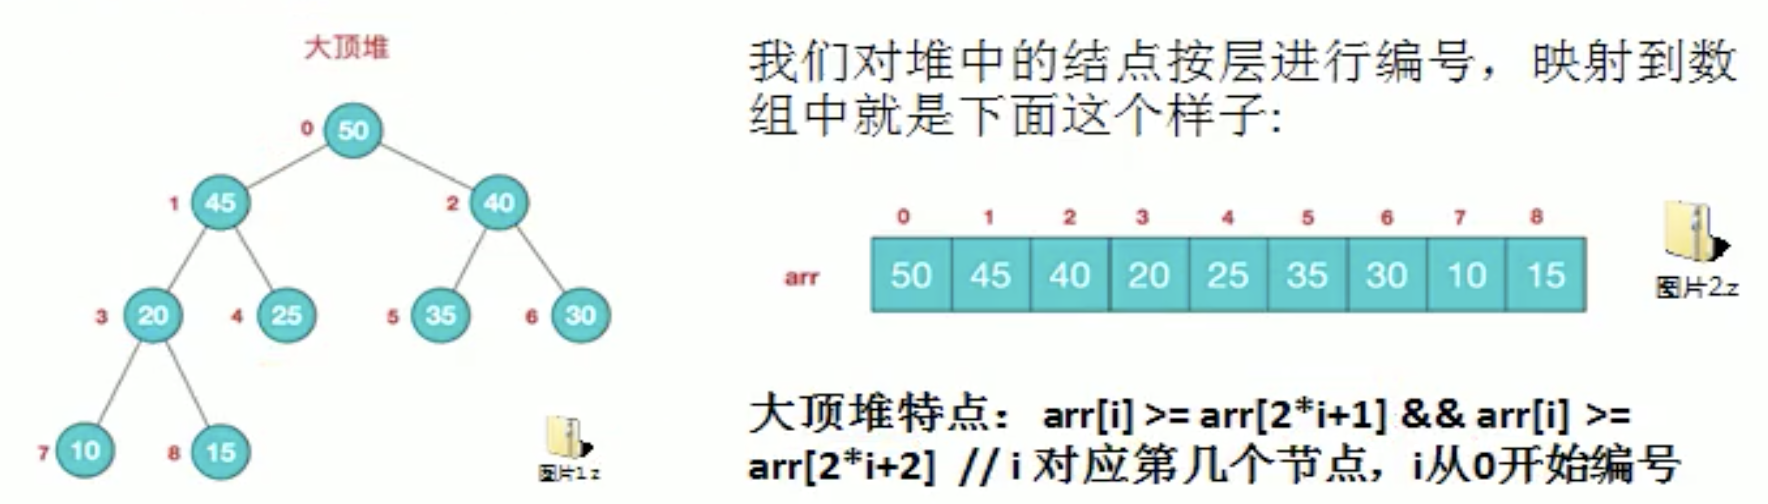 大顶堆
0 50
1 45
2 40
3 20
4 25
5 35
6 30
7 10
8 15
图片1.z
我们对堆中的结点按层进行编号，映射到数
组中就是下面这个样子:
0 1 2 3 4 5 6 7 8
arr 50 45 40 20 25 35 30 10 15
图片2.z
大顶堆特点：arr[i] >= arr[2*i+1] && arr[i] >=
arr[2*i+2] // i 对应第几个节点，i从0开始编号